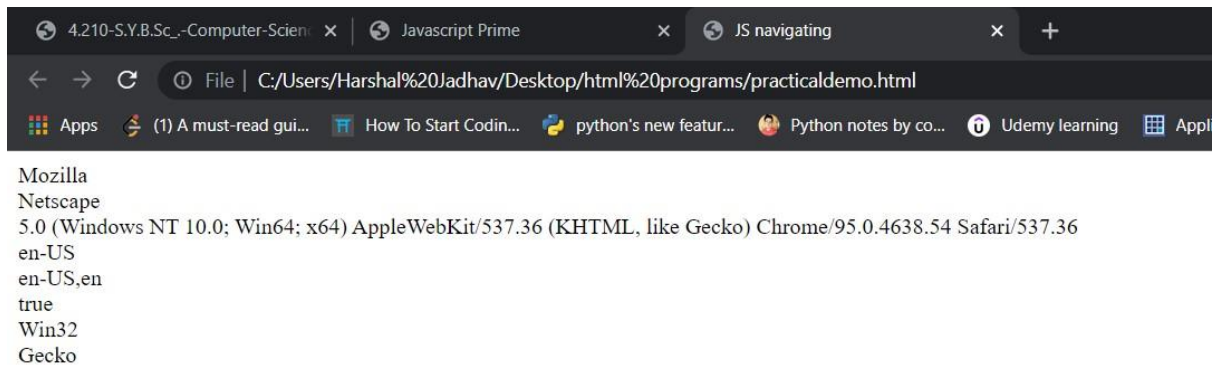 4.210-S.Y.B.Sc_.-Computer-Scien
Javascript Prime
JS navigating
File | C:/Users/Harshal%20Jadhav/Desktop/html%20programs/practicaldemo.html
Apps
(1) A must-read gui...
How To Start Codin...
python's new featur...
Python notes by co...
Udemy learning
Appli
Mozilla
Netscape
5.0 (Windows NT 10.0; Win64; x64) AppleWebKit/537.36 (KHTML, like Gecko) Chrome/95.0.4638.54 Safari/537.36
en-US
en-US,en
true
Win32
Gecko